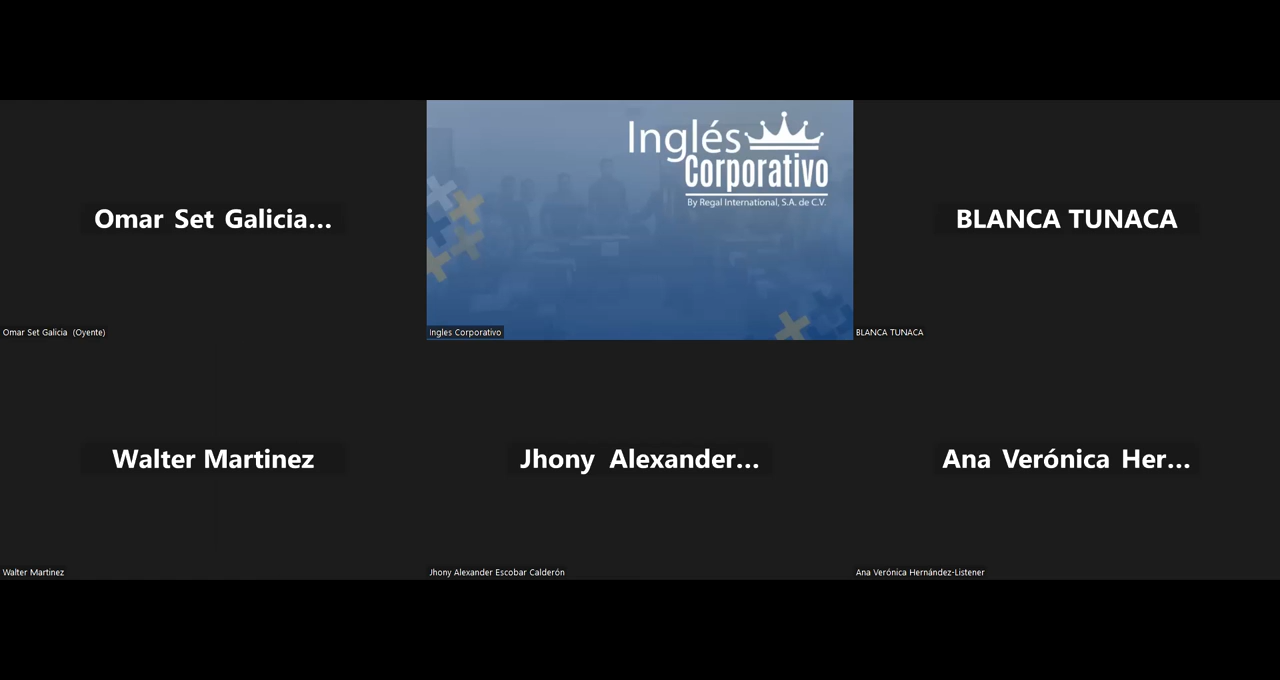 Omar Set Galicia...
Omar Set Galicia (Oyente)
Inglés
Corporativo
By Regal International, S.A. de C.V.
Ingles Corporativo
BLANCA TUNACA
BLANCA TUNACA
Walter Martinez
Walter Martinez
Jhony Alexander...
Jhony Alexander Escobar Calderón
Ana Verónica Her...
Ana Verónica Hernández-Listener